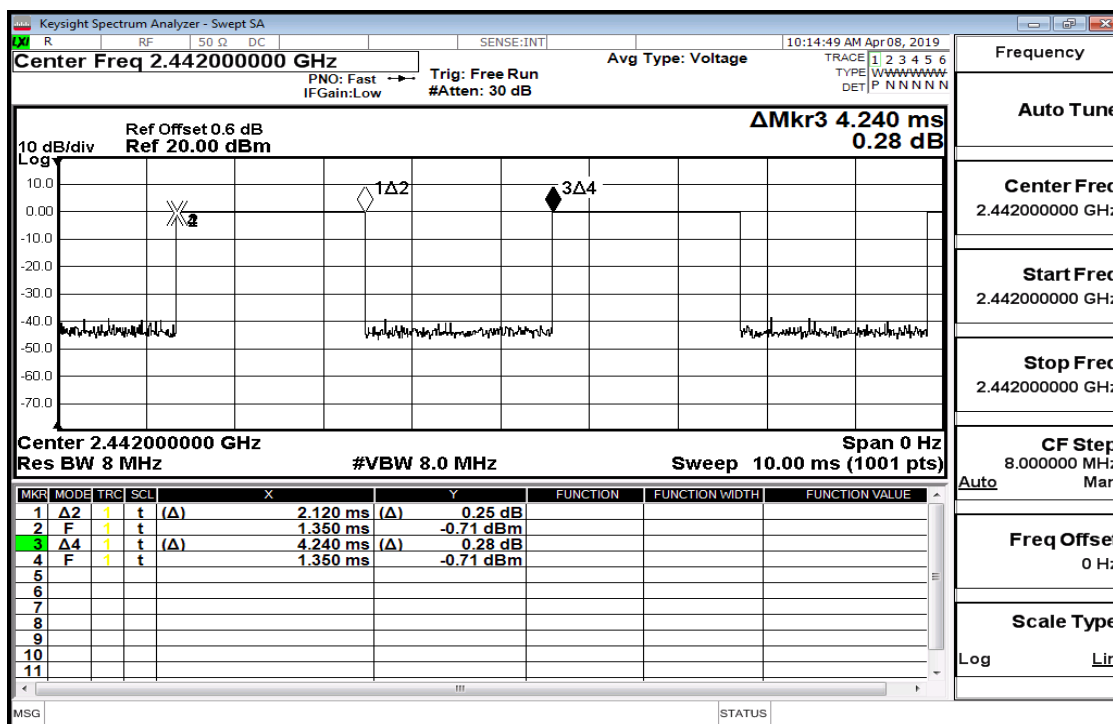 Keysight Spectrum Analyzer - Swept SA
LXI R RF 50 Ω DC SENSE:INT 10:14:49 AM Apr 08, 2019
Center Freq 2.442000000 GHz Avg Type: Voltage TRACE 1 2 3 4 5 6
PNO: Fast Trig: Free Run TYPE WWWWWW
IFGain:Low #Atten: 30 dB DET P N N N N N
ΔMkr3 4.240 ms
0.28 dB
Ref Offset 0.6 dB
10 dB/div Ref 20.00 dBm
Log
10.0
0.00
-10.0
-20.0
-30.0
-40.0
-50.0
-60.0
-70.0
1Δ2
3Δ4
Center 2.442000000 GHz Span 0 Hz
Res BW 8 MHz #VBW 8.0 MHz Sweep 10.00 ms (1001 pts)
MKR MODE TRC SCL X Y FUNCTION FUNCTION WIDTH FUNCTION VALUE
1 Δ2 1 t (Δ) 2.120 ms (Δ) 0.25 dB
2 F 1 t 1.350 ms -0.71 dBm
3 Δ4 1 t (Δ) 4.240 ms (Δ) 0.28 dB
4 F 1 t 1.350 ms -0.71 dBm
5
6
7
8
9
10
11
MSG STATUS
Frequency
Auto Tune
Center Freq
2.442000000 GHz
Start Freq
2.442000000 GHz
Stop Freq
2.442000000 GHz
CF Step
8.000000 MHz
Auto Man
Freq Offset
0 Hz
Scale Type
Log Lin